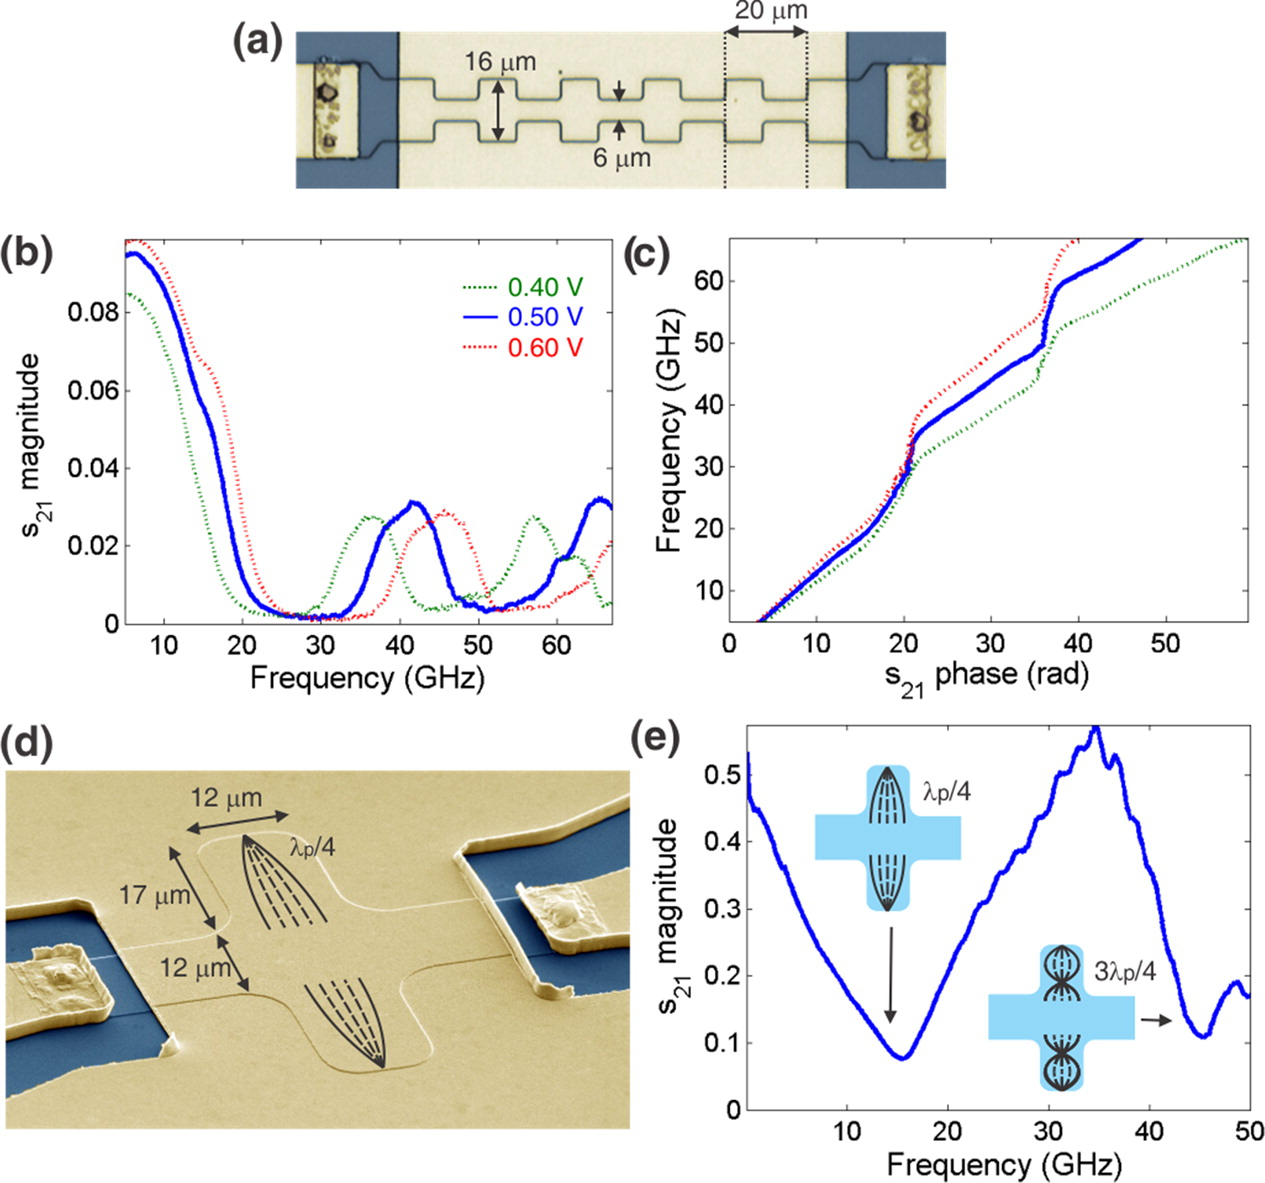 (a)
20 μm
16 μm
6 μm
(b)
s21 magnitude
0.08
0.06
0.04
0.02
0
0.40 V
0.50 V
0.60 V
10 20 30 40 50 60
Frequency (GHz)
(c)
Frequency (GHz)
60
50
40
30
20
10
0 10 20 30 40 50
s21 phase (rad)
(d)
12 μm
λp/4
17 μm
12 μm
(e)
s21 magnitude
0.5
0.4
0.3
0.2
0.1
0
λp/4
3λp/4
10 20 30 40 50
Frequency (GHz)